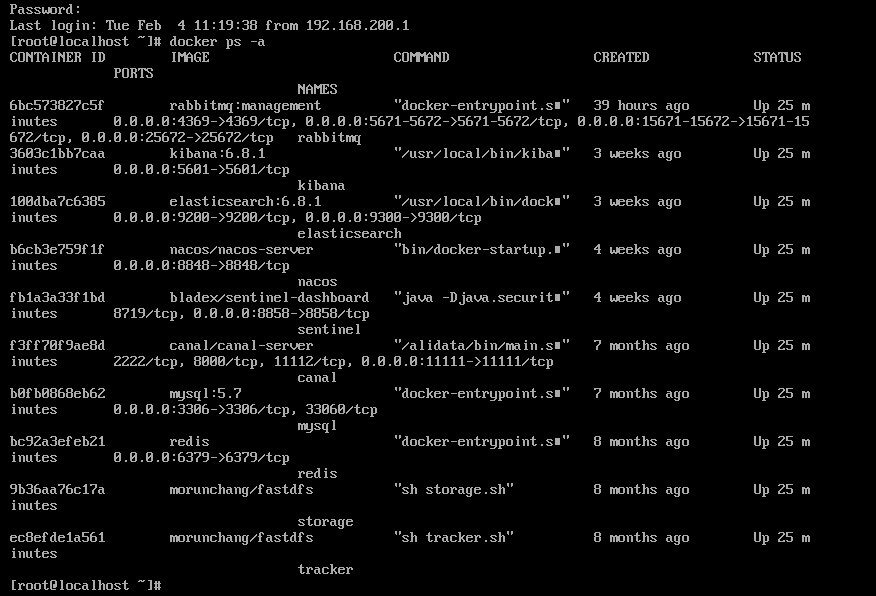 Password:
Last login: Tue Feb  4 11:19:38 from 192.168.200.1
[root@localhost ~]# docker ps -a
CONTAINER ID        IMAGE                       COMMAND                  CREATED             STATUS
             PORTS
                                    NAMES
6bc573827c5f        rabbitmq:management         "docker-entrypoint.s■"   39 hours ago        Up 25 m
inutes       0.0.0.0:4369->4369/tcp, 0.0.0.0:5671-5672->5671-5672/tcp, 0.0.0.0:15671-15672->15671-15
672/tcp, 0.0.0.0:25672->25672/tcp   rabbitmq
3603c1bb7caa        kibana:6.8.1                "/usr/local/bin/kiba■"   3 weeks ago         Up 25 m
inutes       0.0.0.0:5601->5601/tcp
                                    kibana
100dba7c6385        elasticsearch:6.8.1         "/usr/local/bin/dock■"   3 weeks ago         Up 25 m
inutes       0.0.0.0:9200->9200/tcp, 0.0.0.0:9300->9300/tcp
                                    elasticsearch
b6cb3e759f1f        nacos/nacos-server          "bin/docker-startup.■"   4 weeks ago         Up 25 m
inutes       0.0.0.0:8848->8848/tcp
                                    nacos
fb1a3a33f1bd        bladex/sentinel-dashboard   "java -Djava.securit■"   4 weeks ago         Up 25 m
inutes       8719/tcp, 0.0.0.0:8858->8858/tcp
                                    sentinel
f3ff70f9ae8d        canal/canal-server          "/alidata/bin/main.s■"   7 months ago        Up 25 m
inutes       2222/tcp, 8000/tcp, 11112/tcp, 0.0.0.0:11111->11111/tcp
                                    canal
b0fb0868eb62        mysql:5.7                   "docker-entrypoint.s■"   7 months ago        Up 25 m
inutes       0.0.0.0:3306->3306/tcp, 33060/tcp
                                    mysql
bc92a3efeb21        redis                       "docker-entrypoint.s■"   8 months ago        Up 25 m
inutes       0.0.0.0:6379->6379/tcp
                                    redis
9b36aa76c17a        morunchang/fastdfs          "sh storage.sh"          8 months ago        Up 25 m
inutes
                                    storage
ec8efde1a561        morunchang/fastdfs          "sh tracker.sh"          8 months ago        Up 25 m
inutes
                                    tracker
[root@localhost ~]#